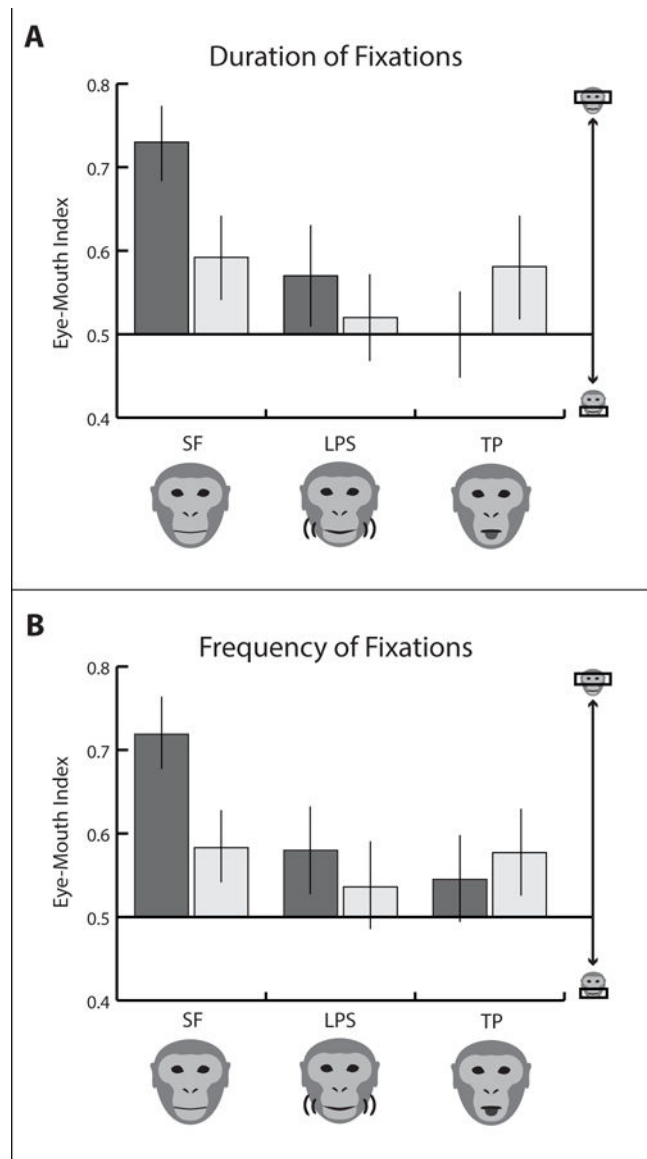 A
Duration of Fixations
0.8
0.7
0.6
0.5
0.4
Eye-Mouth Index
SF LPS TP
B
Frequency of Fixations
0.8
0.7
0.6
0.5
0.4
Eye-Mouth Index
SF LPS TP